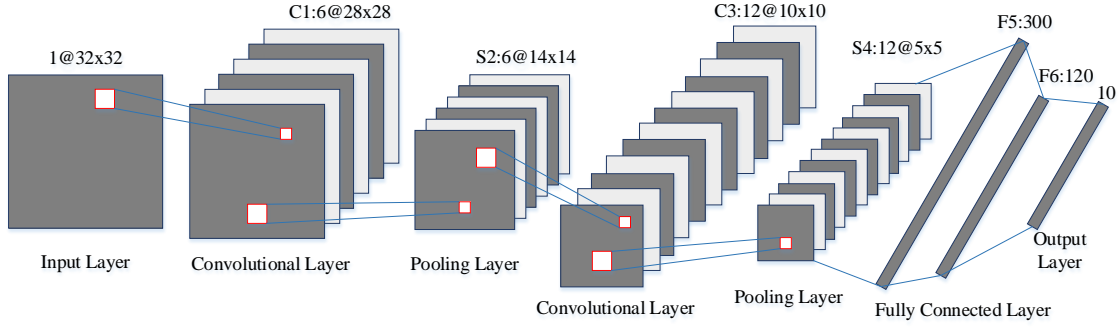 1@32x32
C1:6@28x28
S2:6@14x14
C3:12@10x10
S4:12@5x5
F5:300
F6:120
10
Input Layer
Convolutional Layer
Pooling Layer
Convolutional Layer
Pooling Layer
Fully Connected Layer
Output
Layer